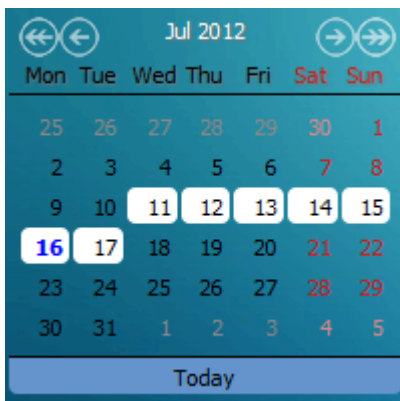 Jul 2012
Mon Tue Wed Thu Fri Sat Sun
25 26 27 28 29 30 1
2 3 4 5 6 7 8
9 10 11 12 13 14 15
16 17 18 19 20 21 22
23 24 25 26 27 28 29
30 31 1 2 3 4 5
Today